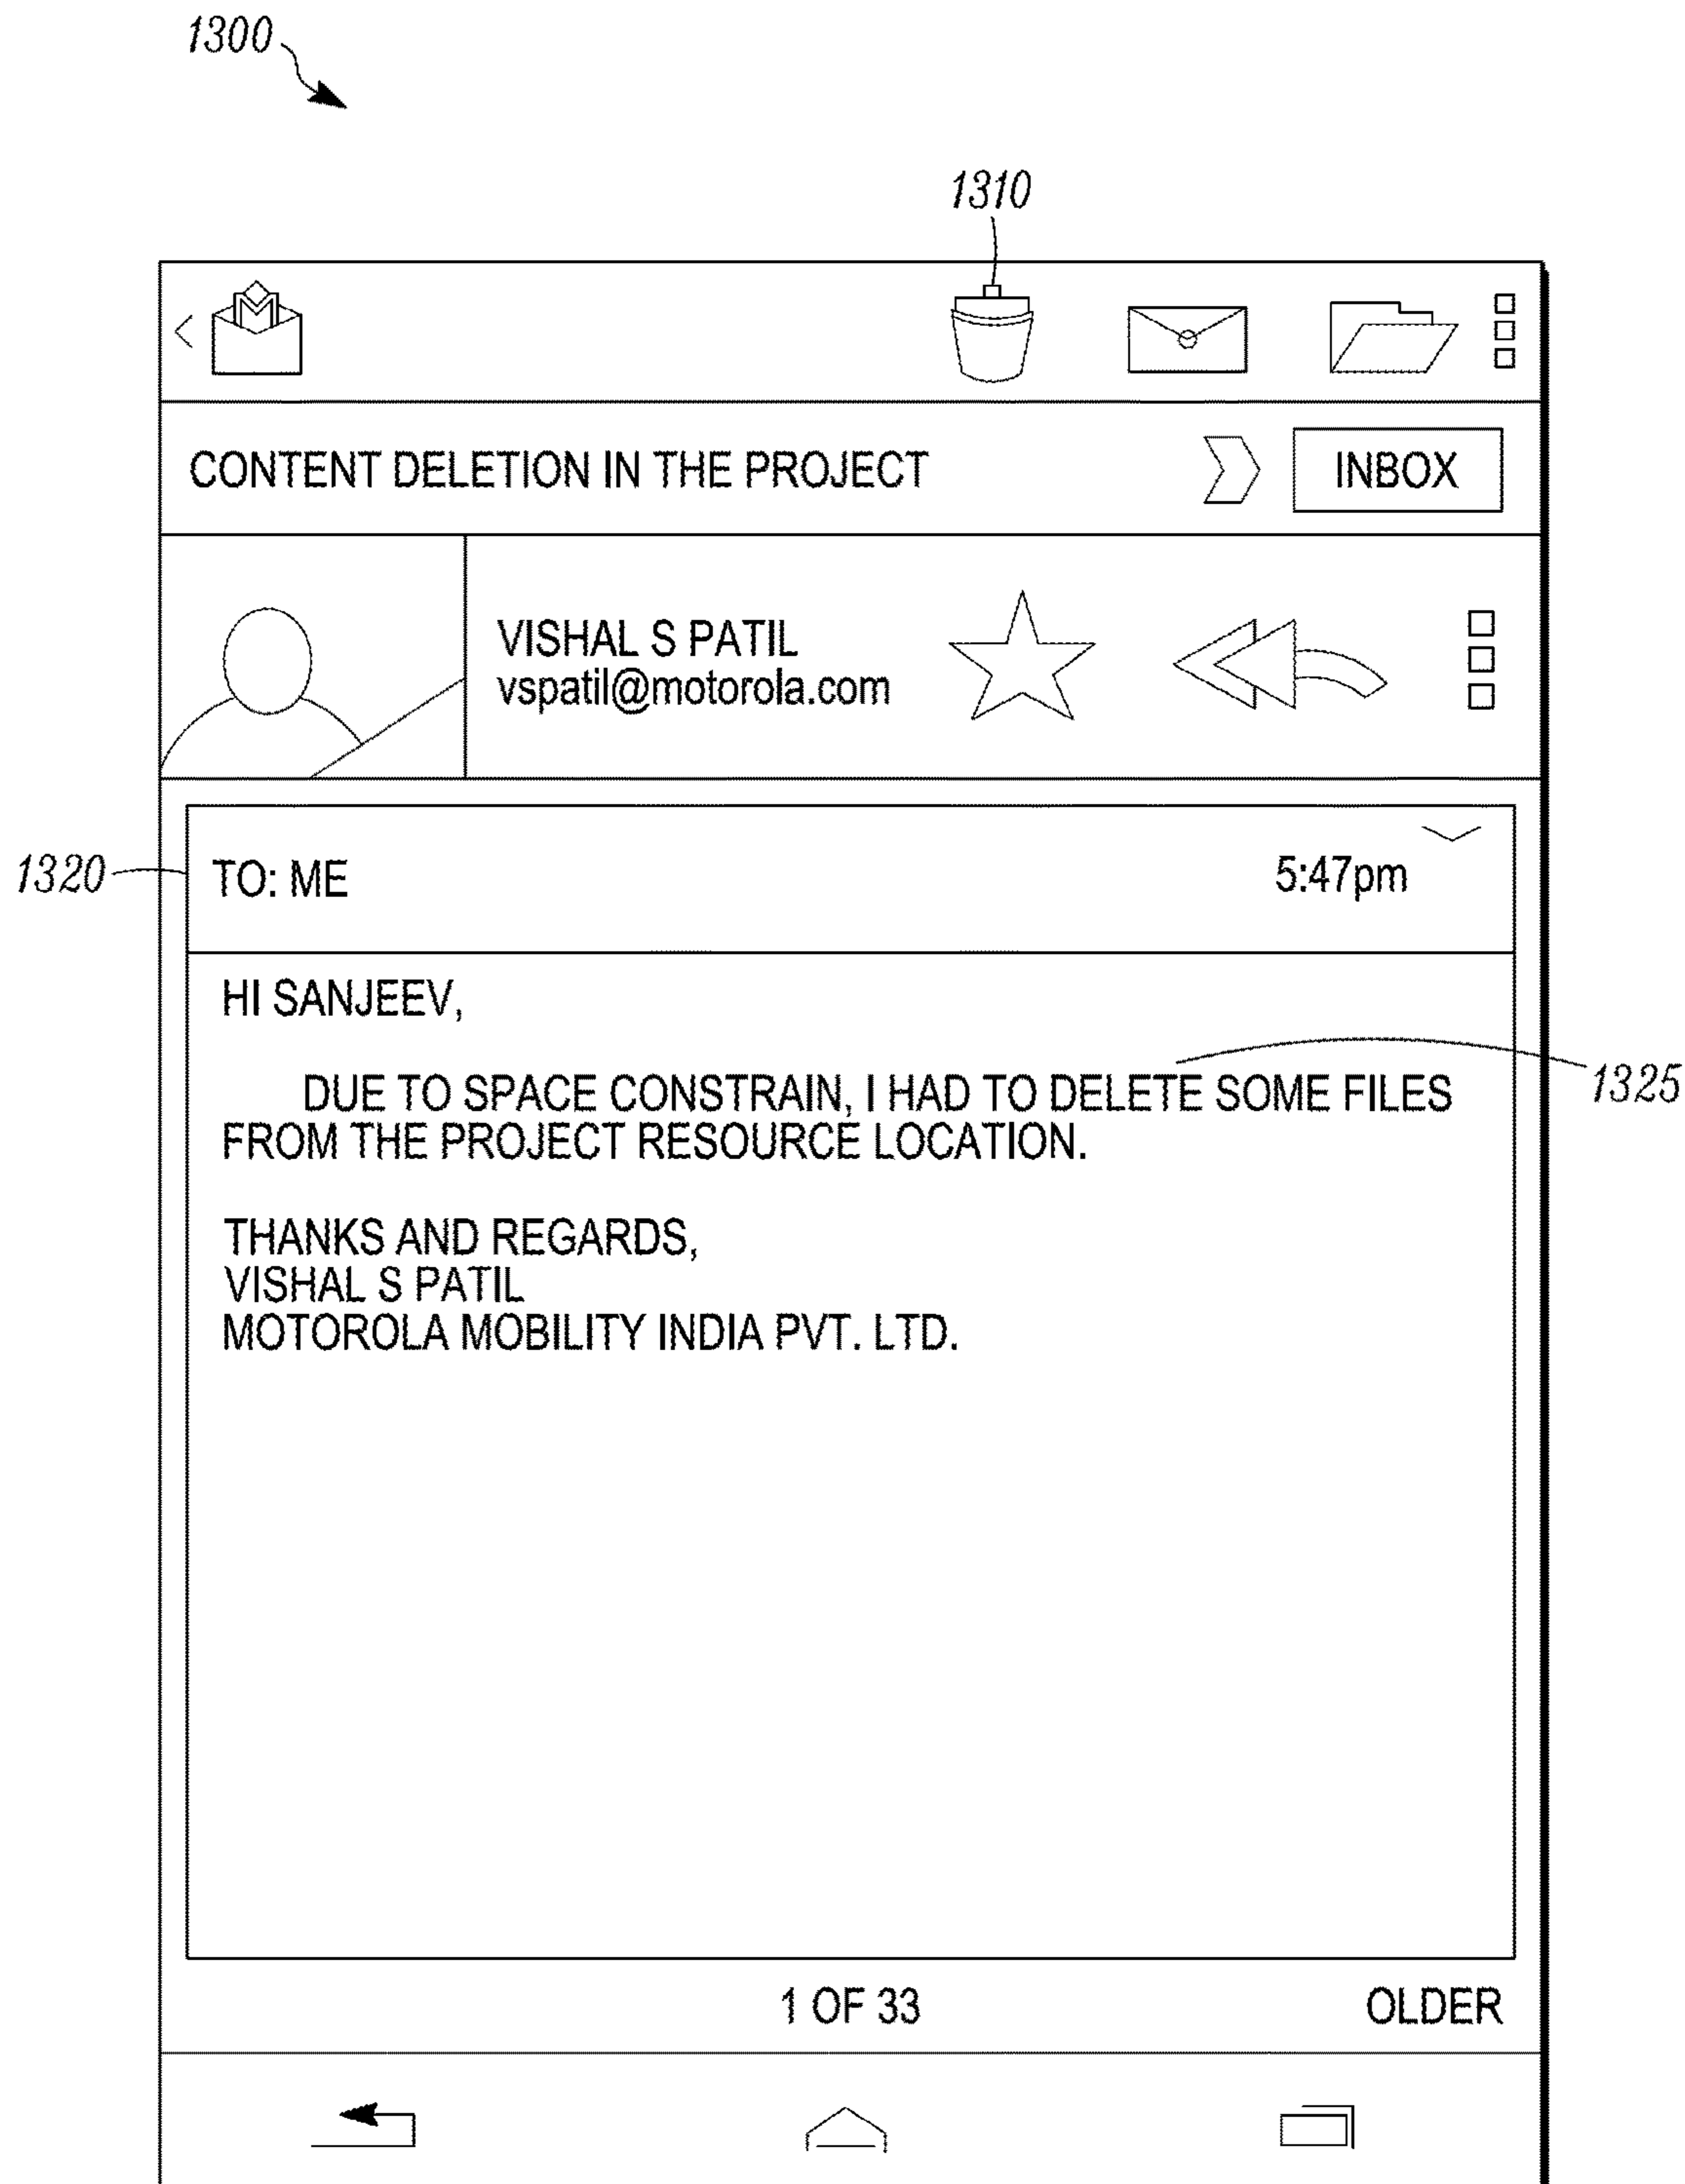 1300
1310
CONTENT DELETION IN THE PROJECT
INBOX
VISHAL S PATIL
vspatil@motorola.com
1320
TO: ME
5:47pm
HI SANJEEV,
DUE TO SPACE CONSTRAIN, I HAD TO DELETE SOME FILES
1325
FROM THE PROJECT RESOURCE LOCATION.
THANKS AND REGARDS,
VISHAL S PATIL
MOTOROLA MOBILITY INDIA PVT. LTD.
1 OF 33
OLDER